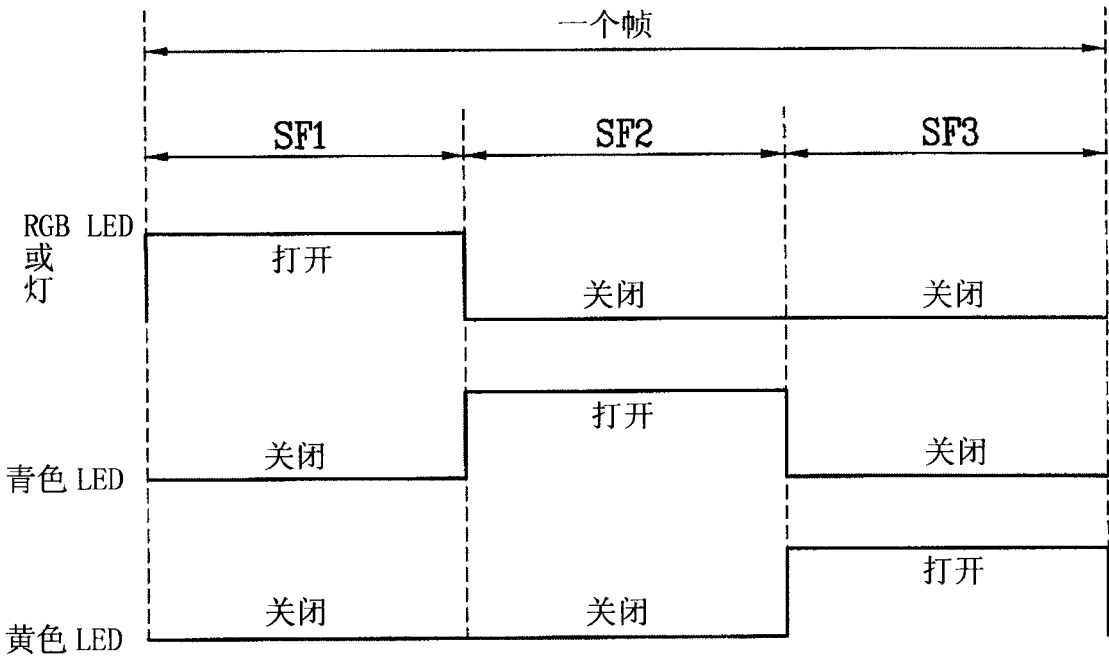 一个帧
SF1 SF2 SF3
RGB LED
或
灯
打开 关闭 关闭
青色 LED
关闭 打开 关闭
黄色 LED
关闭 关闭 打开